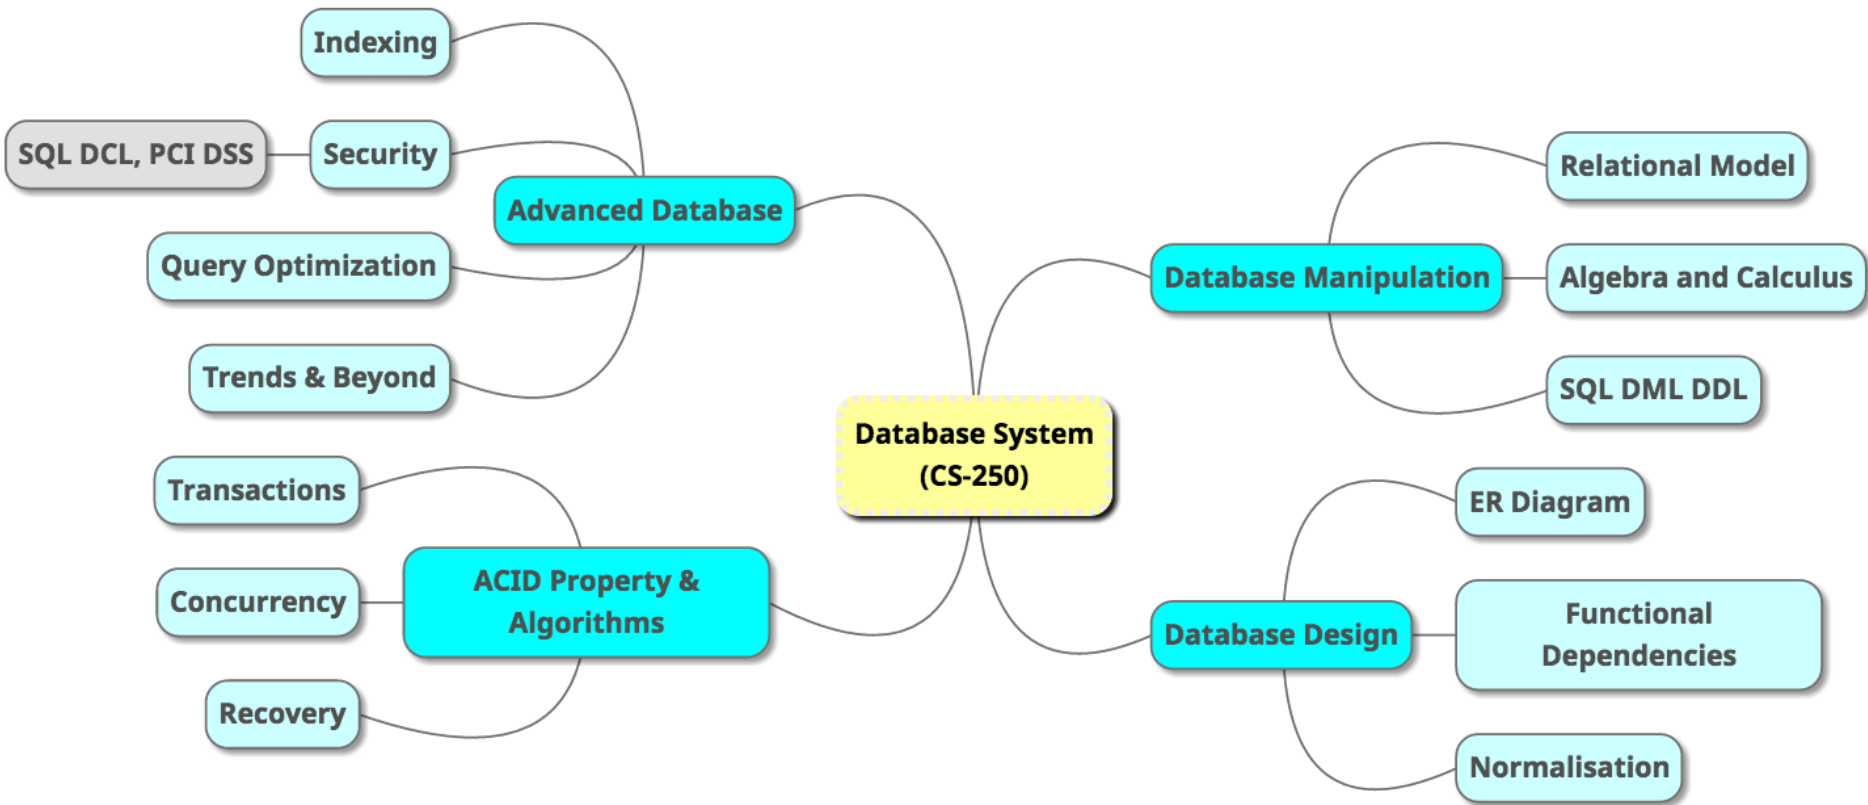 Indexing
SQL DCL, PCI DSS
Security
Advanced Database
Query Optimization
Trends & Beyond
Transactions
Concurrency
ACID Property &
Algorithms
Recovery
Database System
(CS-250)
Relational Model
Database Manipulation
Algebra and Calculus
SQL DML DDL
ER Diagram
Functional
Dependencies
Database Design
Normalisation